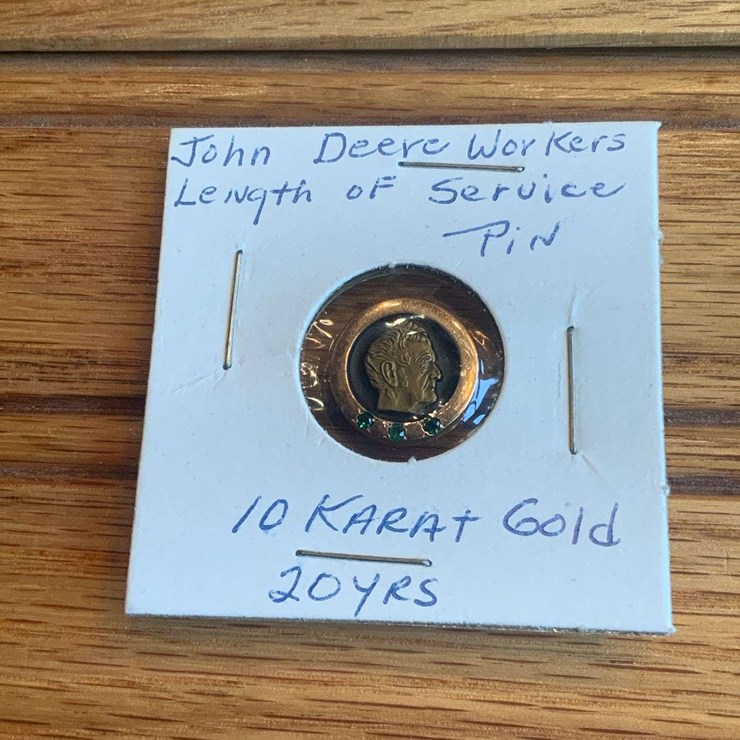 John Deere Workers
Length of Service
Pin
10 KARAt Gold
20YRS